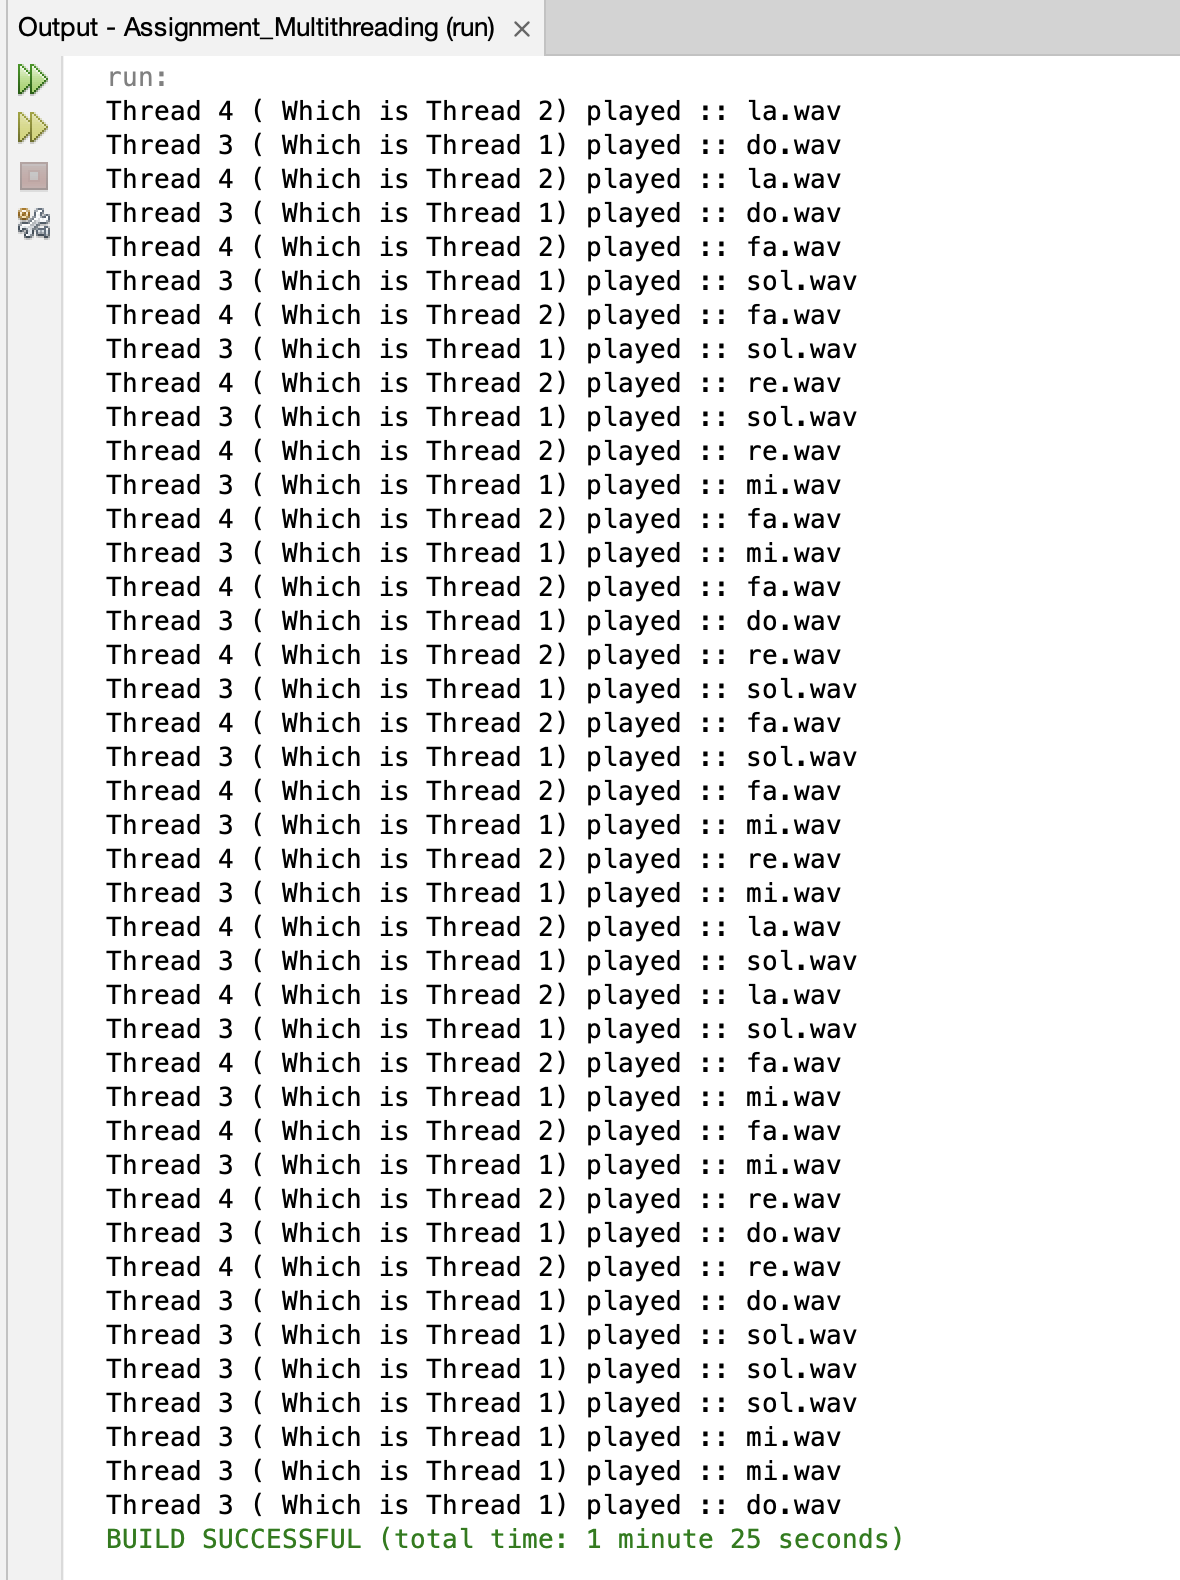 Output - Assignment_Multithreading (run)
run:
Thread 4 ( Which is Thread 2) played :: la.wav
Thread 3 ( Which is Thread 1) played :: do.wav
Thread 4 ( Which is Thread 2) played :: la.wav
Thread 3 ( Which is Thread 1) played :: do.wav
Thread 4 ( Which is Thread 2) played :: fa.wav
Thread 3 ( Which is Thread 1) played :: sol.wav
Thread 4 ( Which is Thread 2) played :: fa.wav
Thread 3 ( Which is Thread 1) played :: sol.wav
Thread 4 ( Which is Thread 2) played :: re.wav
Thread 3 ( Which is Thread 1) played :: sol.wav
Thread 4 ( Which is Thread 2) played :: re.wav
Thread 3 ( Which is Thread 1) played :: mi.wav
Thread 4 ( Which is Thread 2) played :: fa.wav
Thread 3 ( Which is Thread 1) played :: mi.wav
Thread 4 ( Which is Thread 2) played :: fa.wav
Thread 3 ( Which is Thread 1) played :: do.wav
Thread 4 ( Which is Thread 2) played :: re.wav
Thread 3 ( Which is Thread 1) played :: sol.wav
Thread 4 ( Which is Thread 2) played :: fa.wav
Thread 3 ( Which is Thread 1) played :: sol.wav
Thread 4 ( Which is Thread 2) played :: fa.wav
Thread 3 ( Which is Thread 1) played :: mi.wav
Thread 4 ( Which is Thread 2) played :: re.wav
Thread 3 ( Which is Thread 1) played :: mi.wav
Thread 4 ( Which is Thread 2) played :: la.wav
Thread 3 ( Which is Thread 1) played :: sol.wav
Thread 4 ( Which is Thread 2) played :: la.wav
Thread 3 ( Which is Thread 1) played :: sol.wav
Thread 4 ( Which is Thread 2) played :: fa.wav
Thread 3 ( Which is Thread 1) played :: mi.wav
Thread 4 ( Which is Thread 2) played :: fa.wav
Thread 3 ( Which is Thread 1) played :: mi.wav
Thread 4 ( Which is Thread 2) played :: re.wav
Thread 3 ( Which is Thread 1) played :: do.wav
Thread 4 ( Which is Thread 2) played :: re.wav
Thread 3 ( Which is Thread 1) played :: do.wav
Thread 3 ( Which is Thread 1) played :: sol.wav
Thread 3 ( Which is Thread 1) played :: sol.wav
Thread 3 ( Which is Thread 1) played :: sol.wav
Thread 3 ( Which is Thread 1) played :: mi.wav
Thread 3 ( Which is Thread 1) played :: mi.wav
Thread 3 ( Which is Thread 1) played :: do.wav
BUILD SUCCESSFUL (total time: 1 minute 25 seconds)